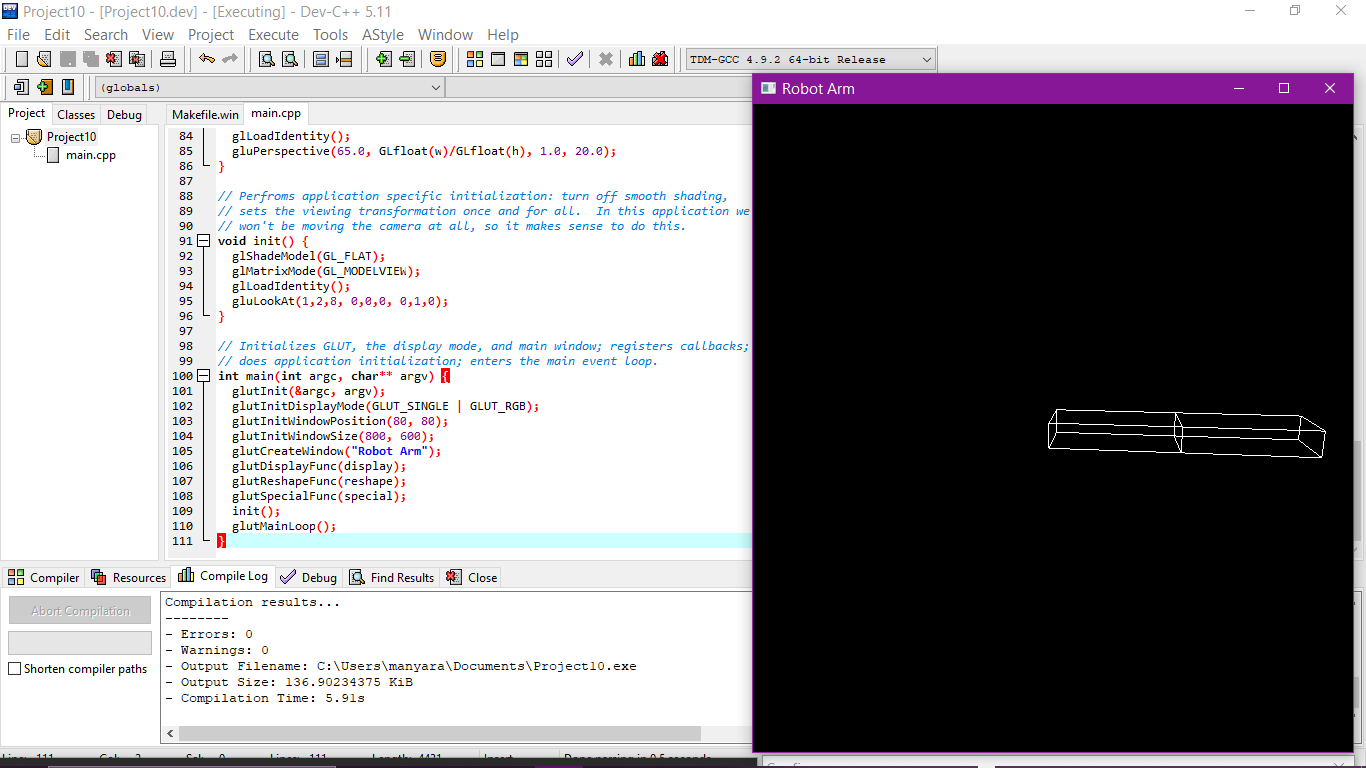 Project10 - [Project10.dev] - [Executing] - Dev-C++ 5.11
File Edit Search View Project Execute Tools AStyle Window Help
TDM-GCC 4.9.2 64-bit Release
(globals)
Project Classes Debug
Makefile.win main.cpp
Project10
main.cpp
84 glLoadIdentity();
85 gluPerspective(65.0, GLfloat(w)/GLfloat(h), 1.0, 20.0);
86 }
87
88 // Perfroms application specific initialization: turn off smooth shading,
89 // sets the viewing transformation once and for all.  In this application we
90 // won't be moving the camera at all, so it makes sense to do this.
91 void init() {
92 glShadeModel(GL_FLAT);
93 glMatrixMode(GL_MODELVIEW);
94 glLoadIdentity();
95 gluLookAt(1,2,8, 0,0,0, 0,1,0);
96 }
97
98 // Initializes GLUT, the display mode, and main window; registers callbacks;
99 // does application initialization; enters the main event loop.
100 int main(int argc, char** argv) {
101 glutInit(&argc, argv);
102 glutInitDisplayMode(GLUT_SINGLE | GLUT_RGB);
103 glutInitWindowPosition(80, 80);
104 glutInitWindowSize(800, 600);
105 glutCreateWindow("Robot Arm");
106 glutDisplayFunc(display);
107 glutReshapeFunc(reshape);
108 glutSpecialFunc(special);
109 init();
110 glutMainLoop();
111 }
Robot Arm
Compiler Resources Compile Log Debug Find Results Close
Abort Compilation
Shorten compiler paths
Compilation results...
--------
- Errors: 0
- Warnings: 0
- Output Filename: C:\Users\manyara\Documents\Project10.exe
- Output Size: 136.90234375 KiB
- Compilation Time: 5.91s